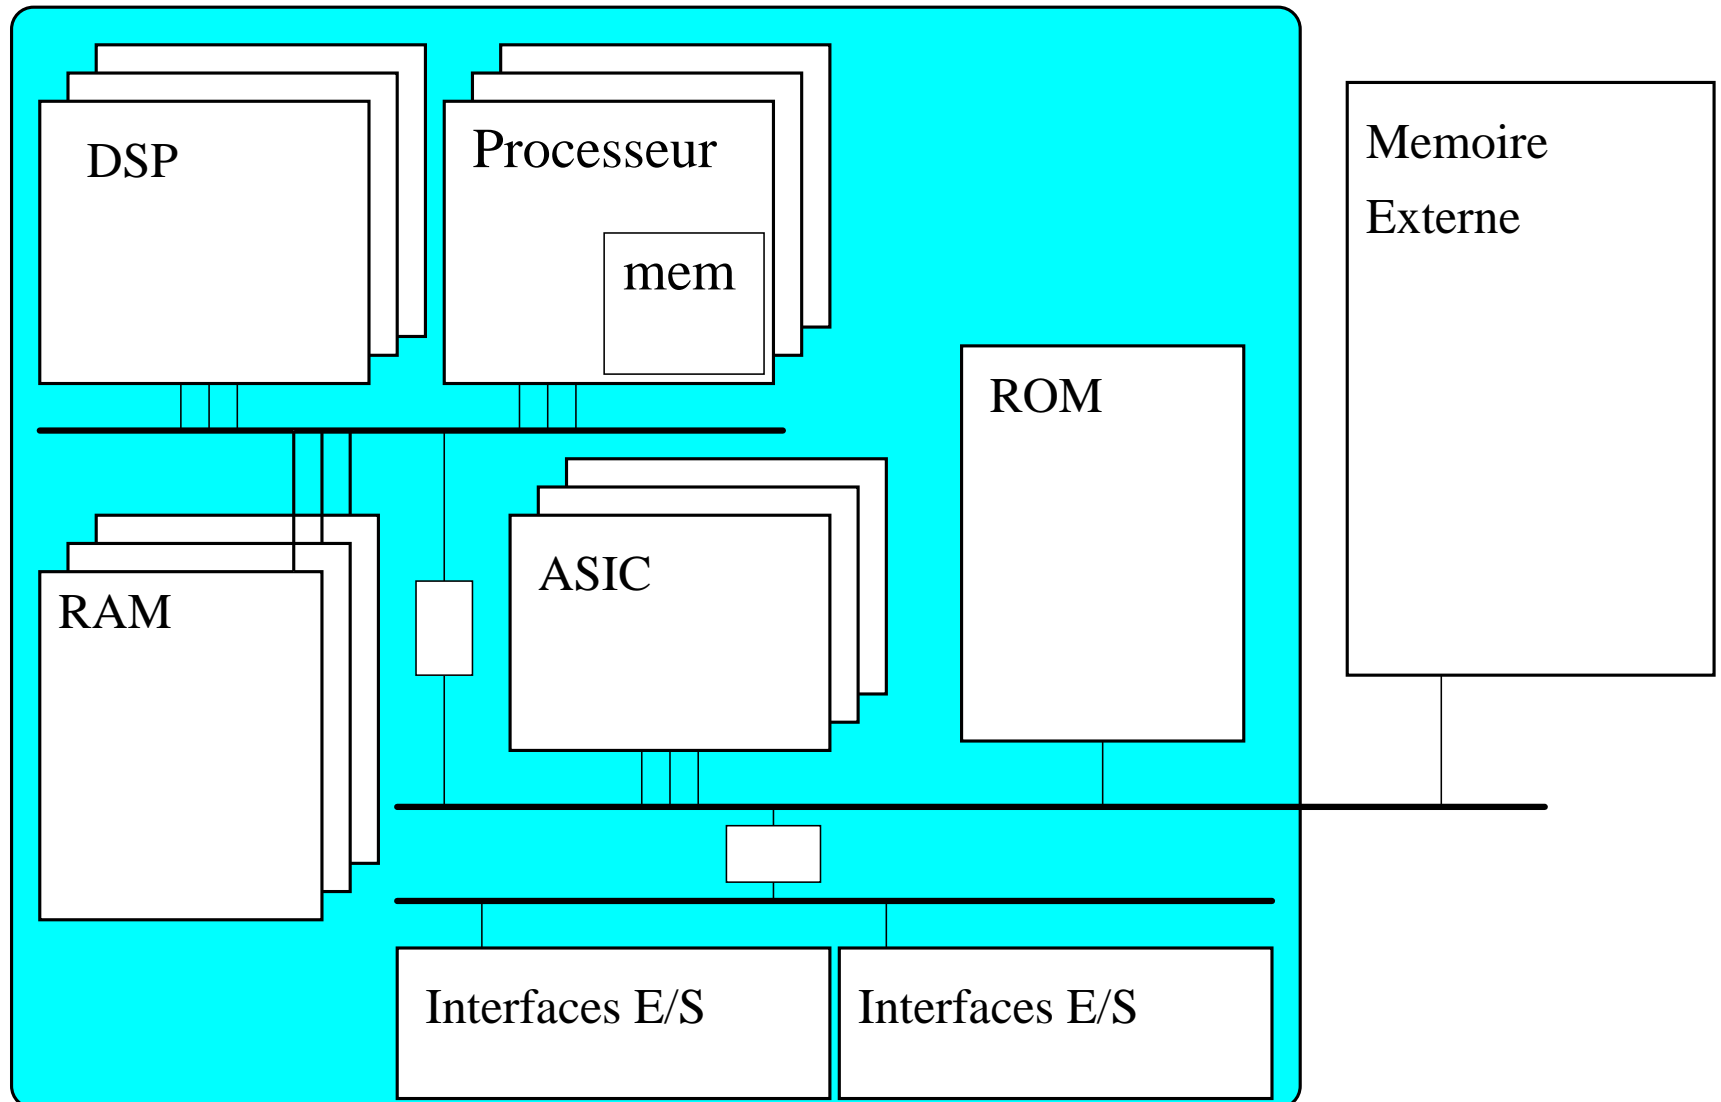 DSP
Processeur
mem
Memoire
Externe
ROM
ASIC
RAM
Interfaces E/S
Interfaces E/S